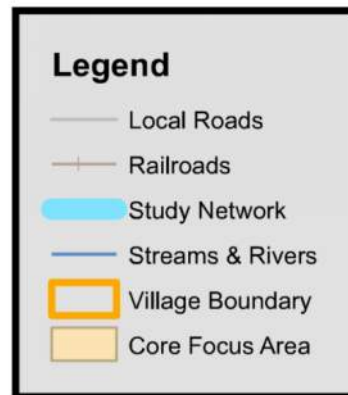 Legend
Local Roads
Railroads
Study Network
Streams & Rivers
Village Boundary
Core Focus Area